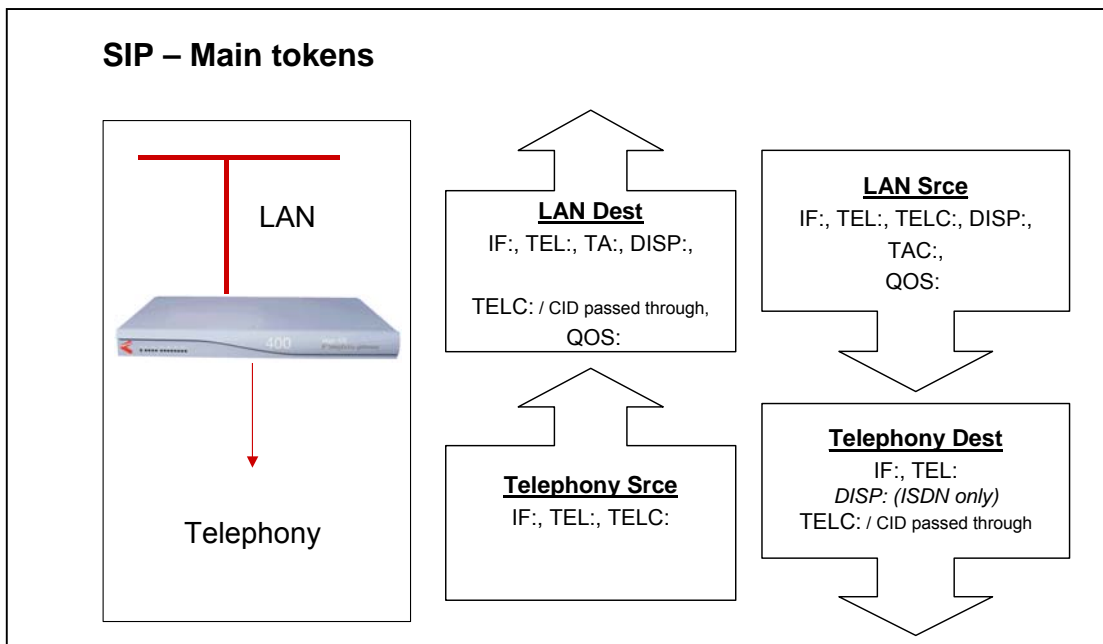 SIP – Main tokens
LAN
400
Telephony
LAN Dest
IF:, TEL:, TA:, DISP:,
TELC: / CID passed through,
QOS:
LAN Srce
IF:, TEL:, TELC:, DISP:,
TAC:,
QOS:
Telephony Srce
IF:, TEL:, TELC:
Telephony Dest
IF:, TEL:
DISP: (ISDN only)
TELC: / CID passed through